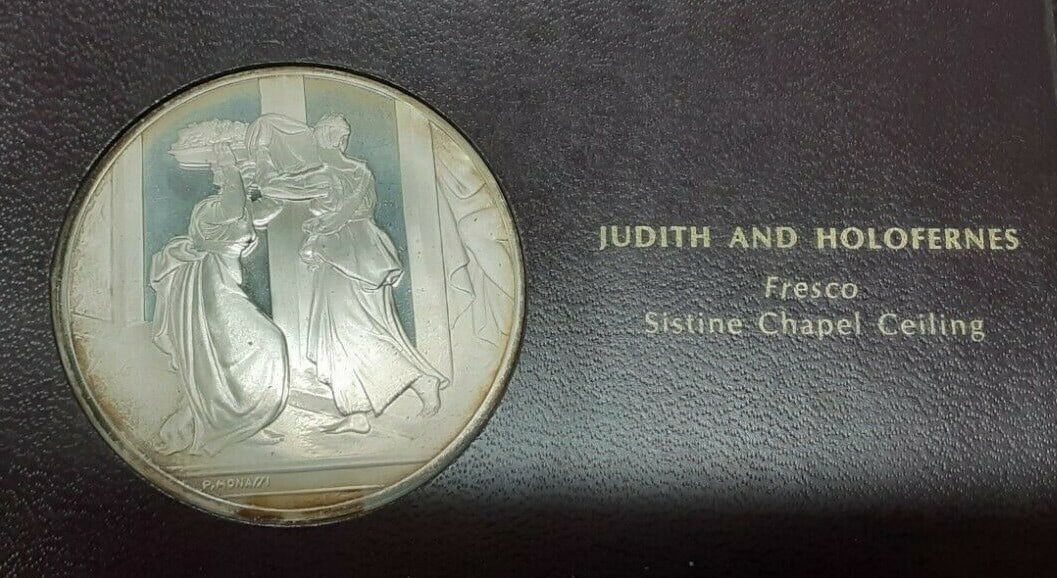 P. MONASSI
JUDITH AND HOLOFERNES
Fresco
Sistine Chapel Ceiling